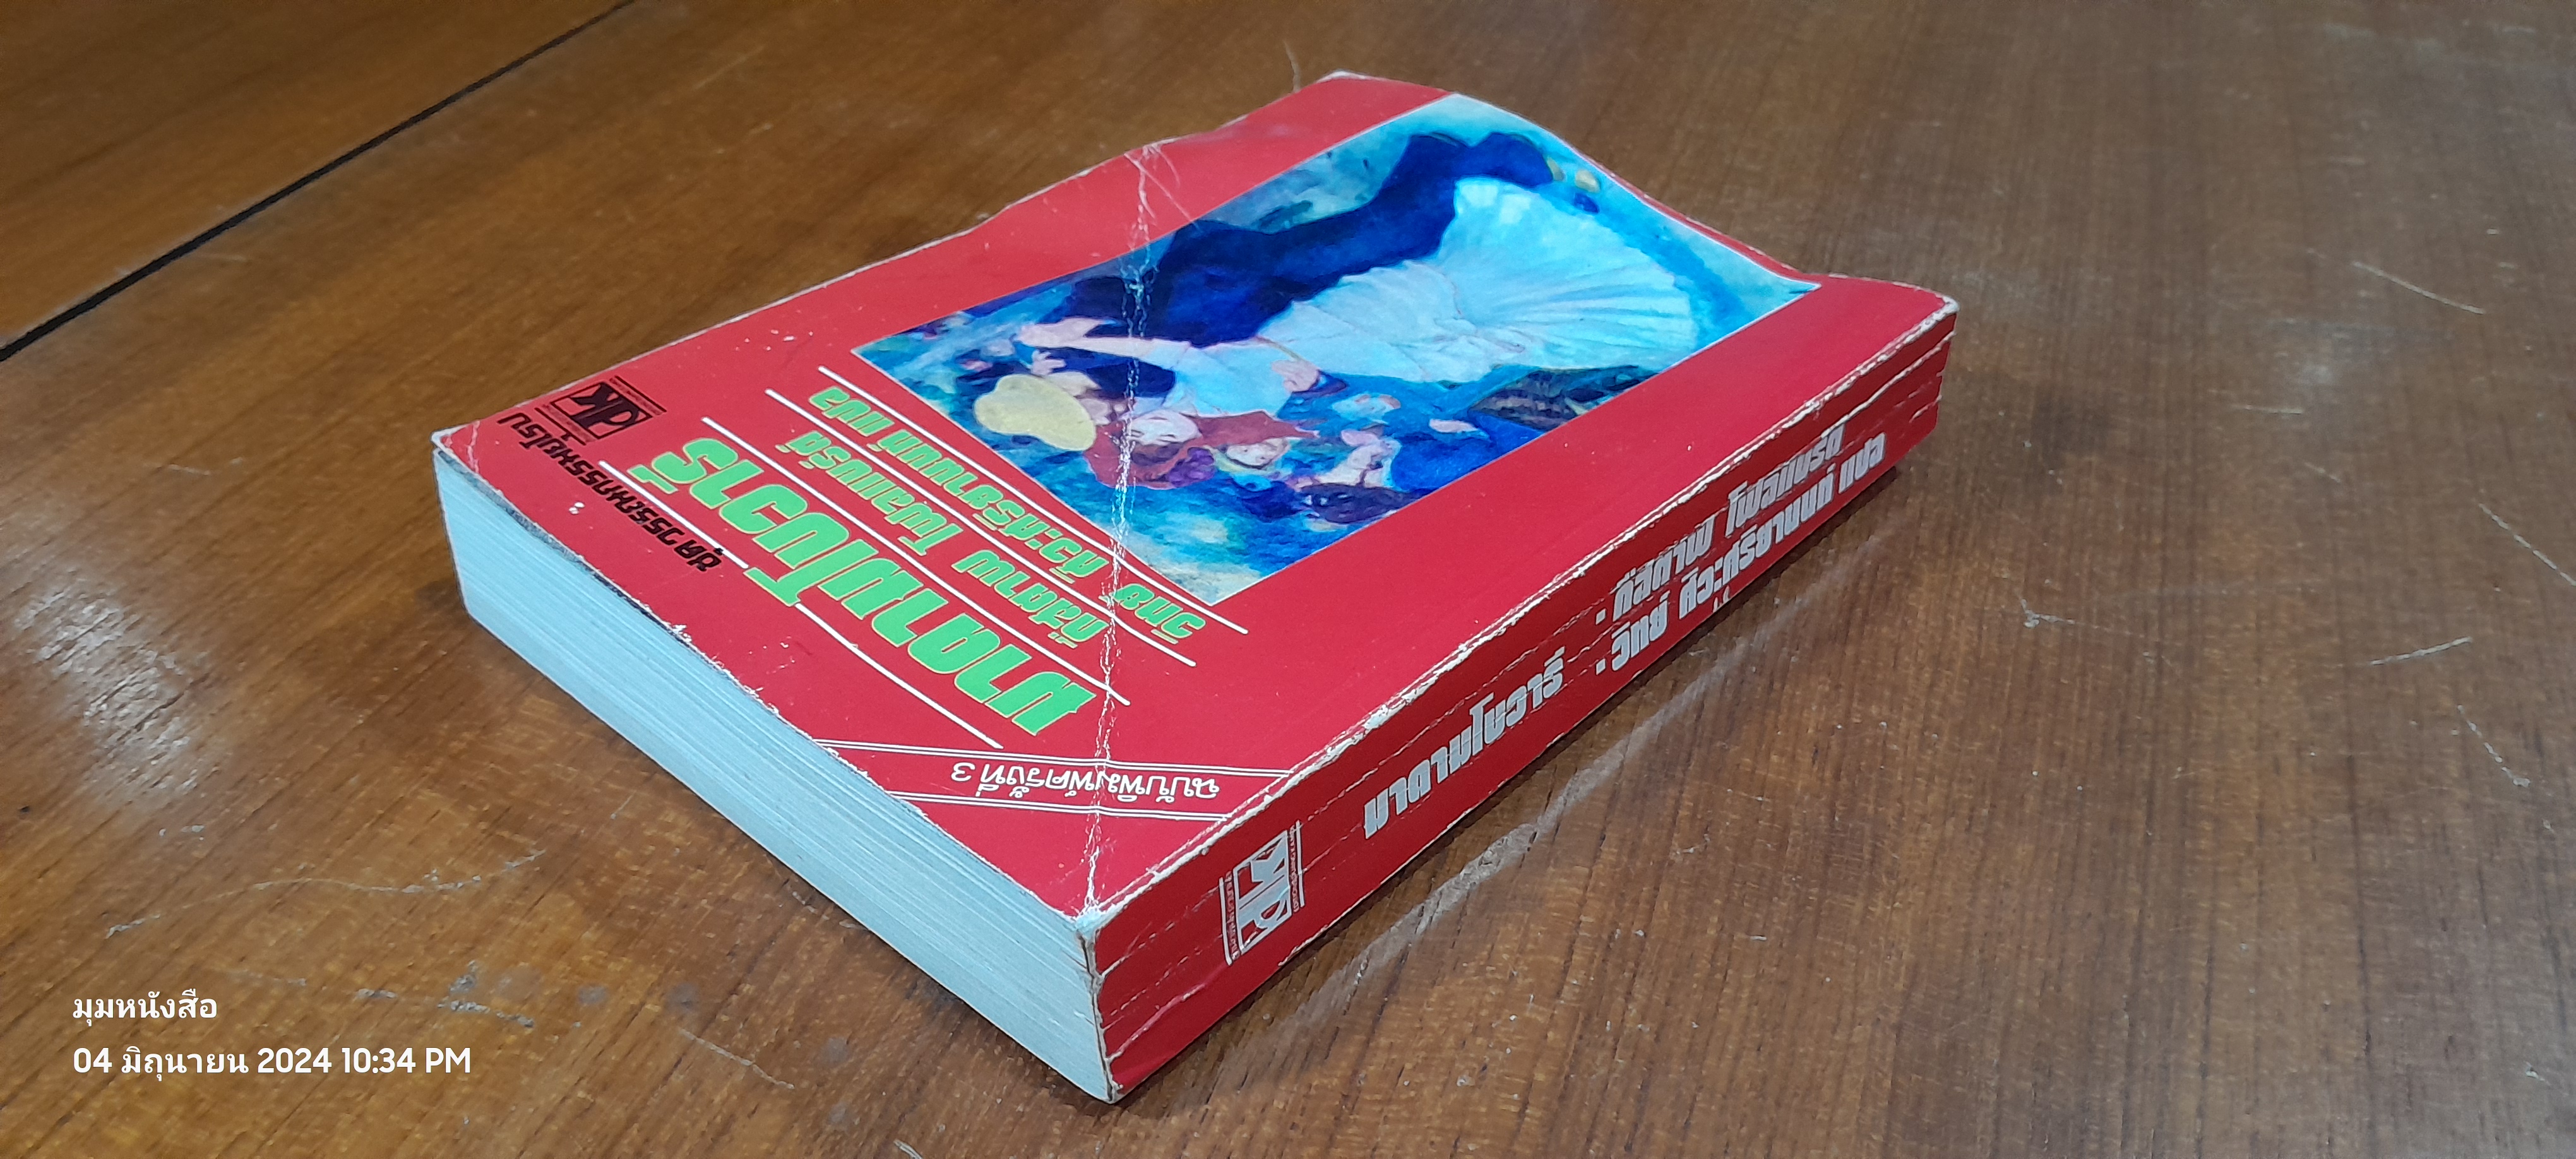 ชุดวรรณกรรมยุโรป
dk
มาดามโบวารี
กุสตาฟ โฟลแบรต์
วิทย์ ศิวะศริยานนท์ แปล
ฉบับพิมพ์ครั้งที่ 3
มาดามโบวารี
• กุสตาฟ โฟลแบรต์
• วิทย์ ศิวะศริยานนท์ แปล
dk
EDITIONS DUANG KAMOL
มุมหนังสือ
04 มิถุนายน 2024 10:34 PM